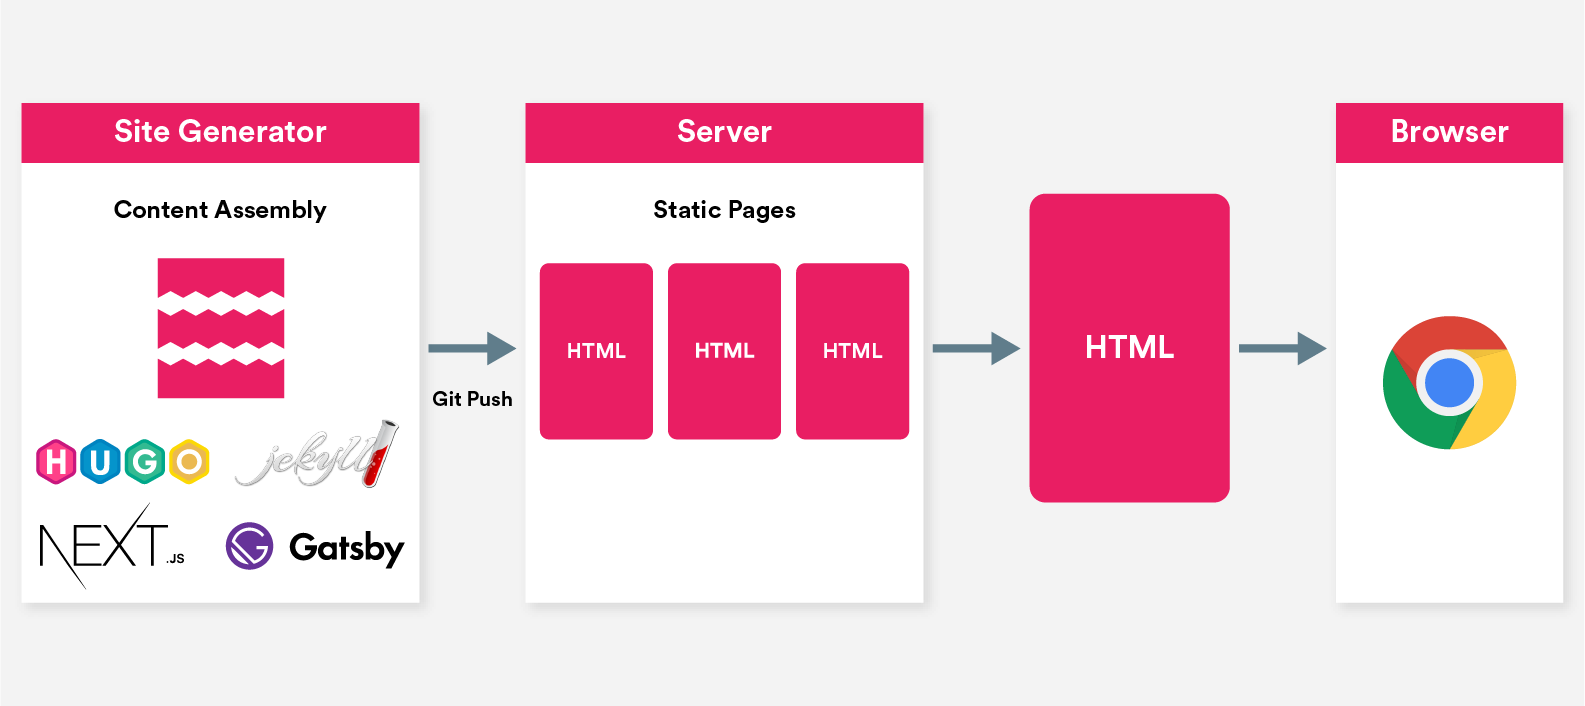 Site Generator
Content Assembly
HUGO
jekyll
NEXT.JS
Gatsby
Git Push
Server
Static Pages
HTML
HTML
HTML
HTML
Browser